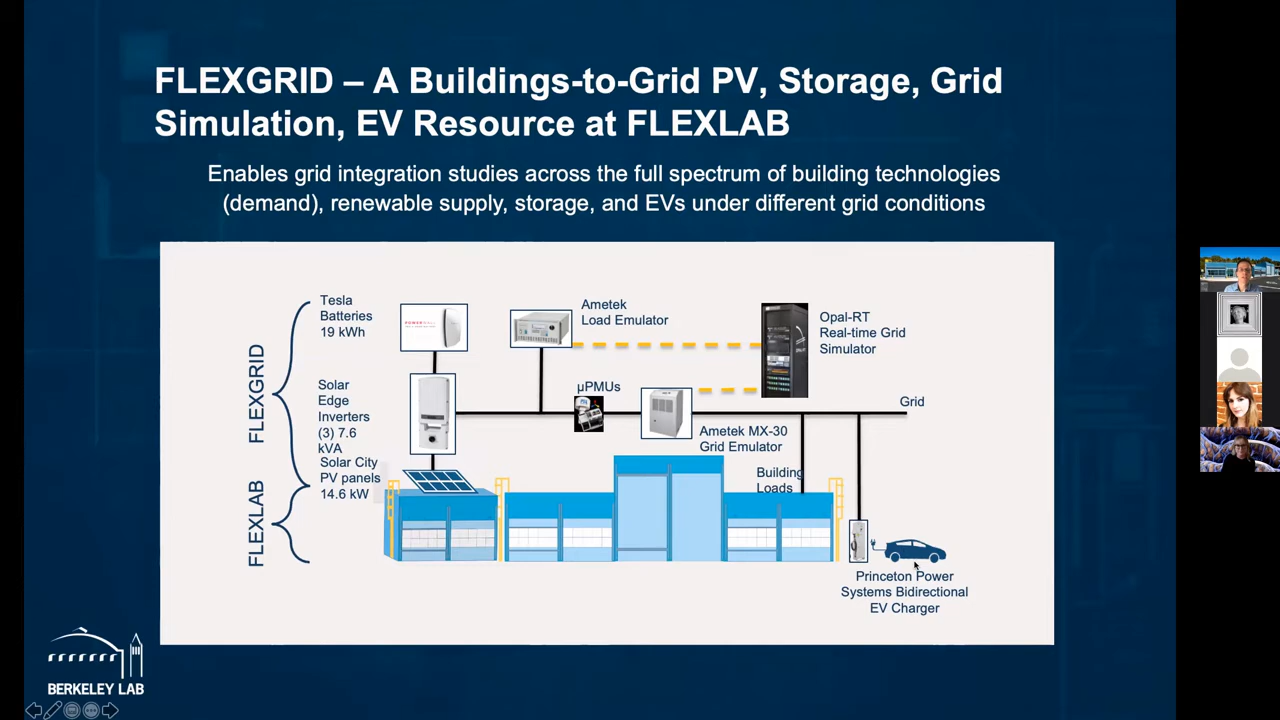 FLEXGRID – A Buildings-to-Grid PV, Storage, Grid
Simulation, EV Resource at FLEXLAB
Enables grid integration studies across the full spectrum of building technologies
(demand), renewable supply, storage, and EVs under different grid conditions
FLEXGRID
FLEXLAB
Tesla
Batteries
19 kWh
Solar
Edge
Inverters
(3) 7.6
kVA
Solar City
PV panels
14.6 kW
POWERWALL
Ametek
Load Emulator
µPMUs
Ametek MX-30
Grid Emulator
Opal-RT
Real-time Grid
Simulator
Grid
Building
Loads
Princeton Power
Systems Bidirectional
EV Charger
BERKELEY LAB